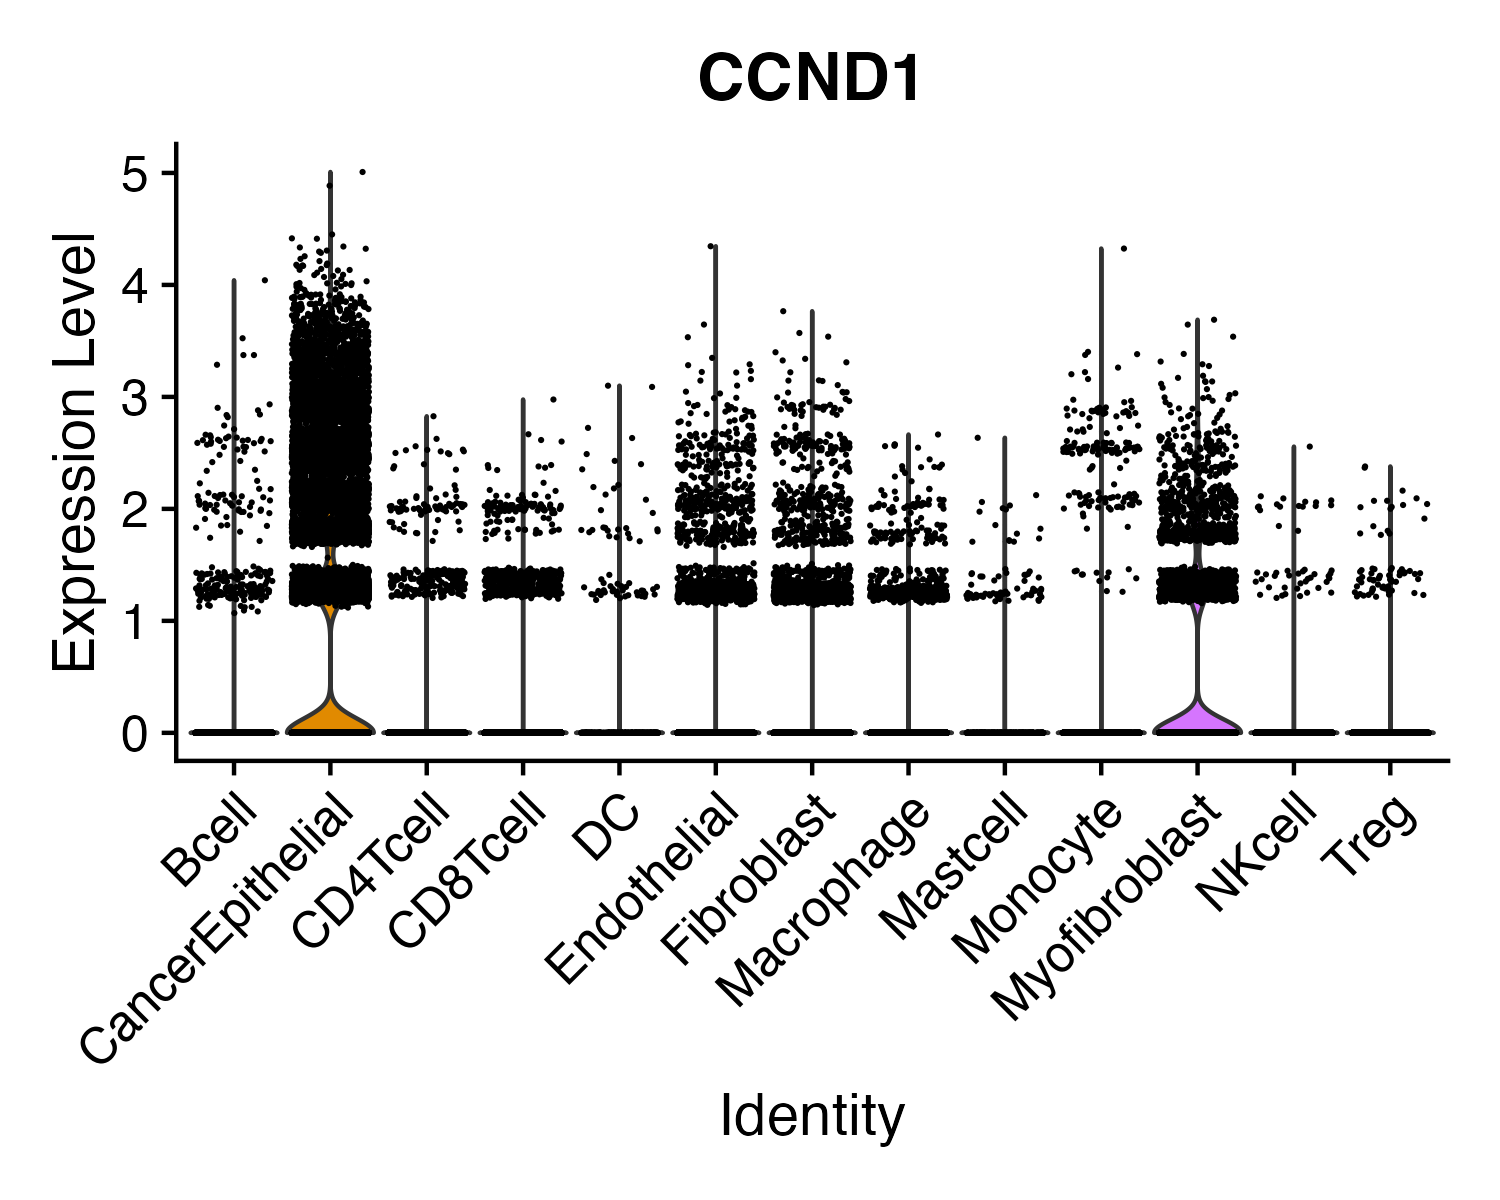 CCND1
Expression Level
5
4
3
2
1
0
Bcell
CancerEpithelial
CD4Tcell
CD8Tcell
DC
Endothelial
Fibroblast
Macrophage
Mastcell
Monocyte
Myofibroblast
NKcell
Treg
Identity